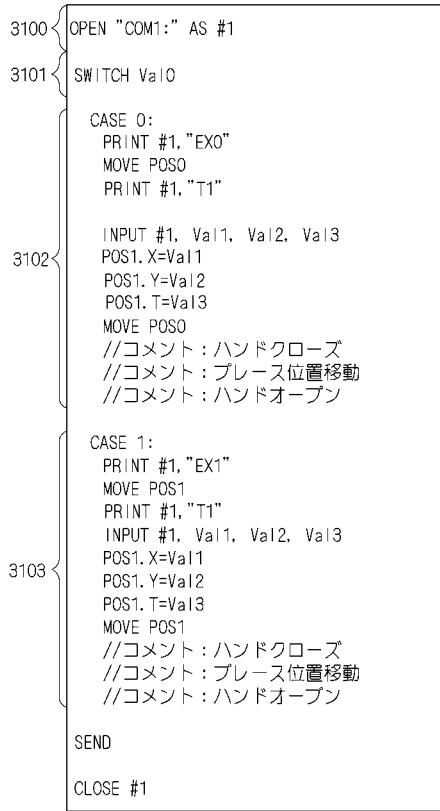 3100 OPEN "COM1:" AS #1
3101 SWITCH Val0
CASE 0:
PRINT #1,"EX0"
MOVE POS0
PRINT #1,"T1"
INPUT #1, Val1, Val2, Val3
3102 POS1.X=Val1
POS1.Y=Val2
POS1.T=Val3
MOVE POS0
//コメント：ハンドクローズ
//コメント：プレース位置移動
//コメント：ハンドオープン
CASE 1:
PRINT #1,"EX1"
MOVE POS1
PRINT #1,"T1"
INPUT #1, Val1, Val2, Val3
3103 POS1.X=Val1
POS1.Y=Val2
POS1.T=Val3
MOVE POS1
//コメント：ハンドクローズ
//コメント：プレース位置移動
//コメント：ハンドオープン
SEND
CLOSE #1